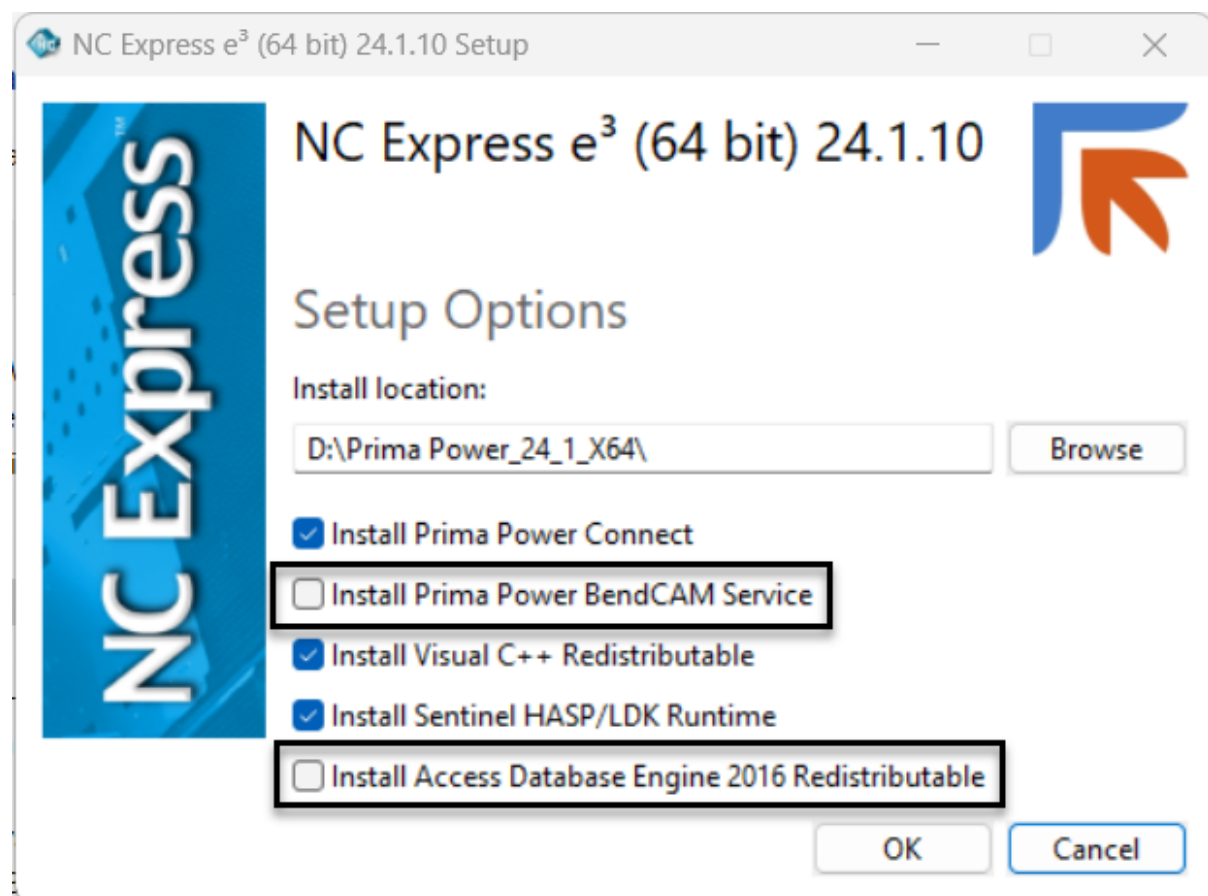 NC Express e³ (64 bit) 24.1.10 Setup
NC Express™
NC Express e³ (64 bit) 24.1.10
Setup Options
Install location:
D:\Prima Power_24_1_X64\
Browse
Install Prima Power Connect
Install Prima Power BendCAM Service
Install Visual C++ Redistributable
Install Sentinel HASP/LDK Runtime
Install Access Database Engine 2016 Redistributable
OK
Cancel